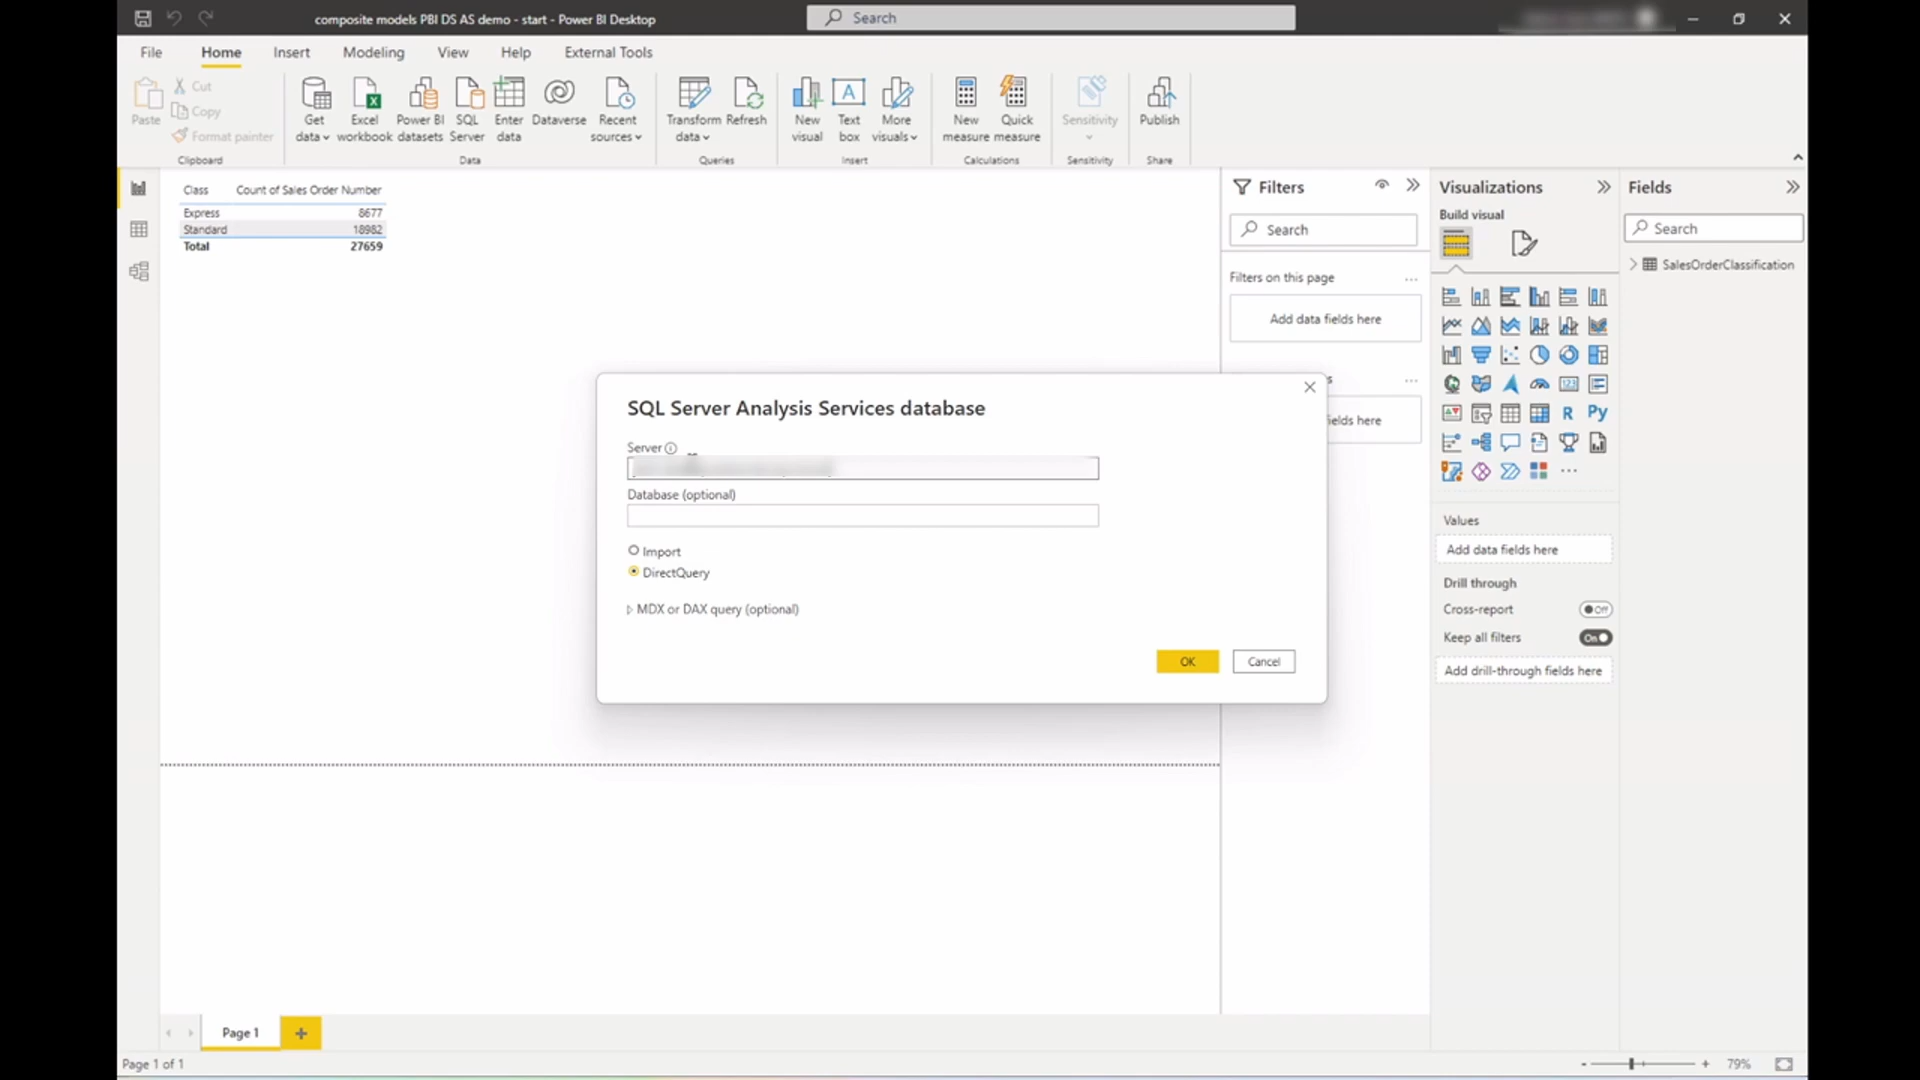 composite models PBI DS AS demo - start - Power BI Desktop
Search
File Home Insert Modeling View Help External Tools
Paste
Cut
Copy
Format painter
Clipboard
Get data
Excel workbook
Power BI datasets
SQL Server
Enter data
Dataverse
Recent sources
Data
Transform data
Refresh
Queries
New visual
Text box
More visuals
Insert
New measure
Quick measure
Calculations
Sensitivity
Sensitivity
Publish
Share
Class Count of Sales Order Number
Express 8677
Standard 18982
Total 27659
SQL Server Analysis Services database
Server
Database (optional)
Import
DirectQuery
MDX or DAX query (optional)
OK
Cancel
Filters
Search
Filters on this page
...
Add data fields here
s
...
ields here
Visualizations
Build visual
A
123
R
Py
...
Values
Add data fields here
Drill through
Cross-report
Off
Keep all filters
On
Add drill-through fields here
Fields
Search
SalesOrderClassification
Page 1
+
Page 1 of 1
- + 79%